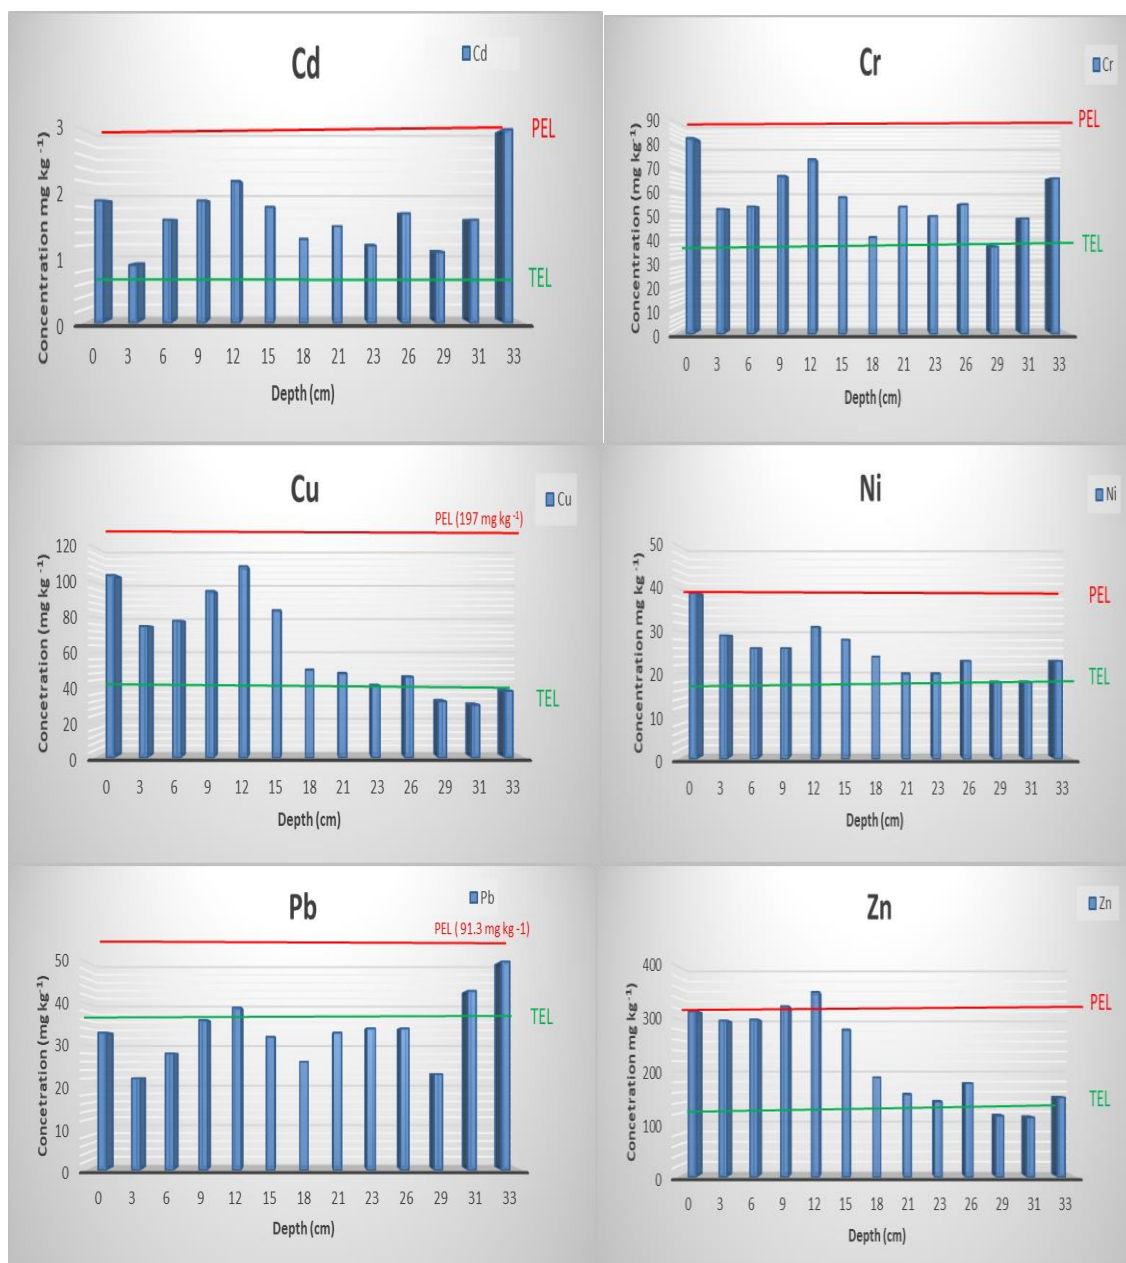 Cd
Cd
PEL
TEL
Concentration mg kg -1
3
2
1
0
0 3 6 9 12 15 18 21 23 26 29 31 33
Depth (cm)
Cr
Cr
PEL
TEL
Concentration (mg kg-1)
90
80
70
60
50
40
30
20
10
0
0 3 6 9 12 15 18 21 23 26 29 31 33
Depth (cm)
Cu
Cu
PEL (197 mg kg -1)
TEL
Concetration (mg kg -1)
120
100
80
60
40
20
0
0 3 6 9 12 15 18 21 23 26 29 31 33
Depth (cm)
Ni
Ni
PEL
TEL
Concentration mg kg-1)
50
40
30
20
10
0
0 3 6 9 12 15 18 21 23 26 29 31 33
Depth (cm)
Pb
Pb
PEL ( 91.3 mg kg -1)
TEL
Concetration (mg kg-1)
50
40
30
20
10
0
0 3 6 9 12 15 18 21 23 26 29 31 33
Depth (cm)
Zn
Zn
PEL
TEL
Concetration mg kg-1)
400
300
200
100
0
0 3 6 9 12 15 18 21 23 26 29 31 33
Depth (cm)